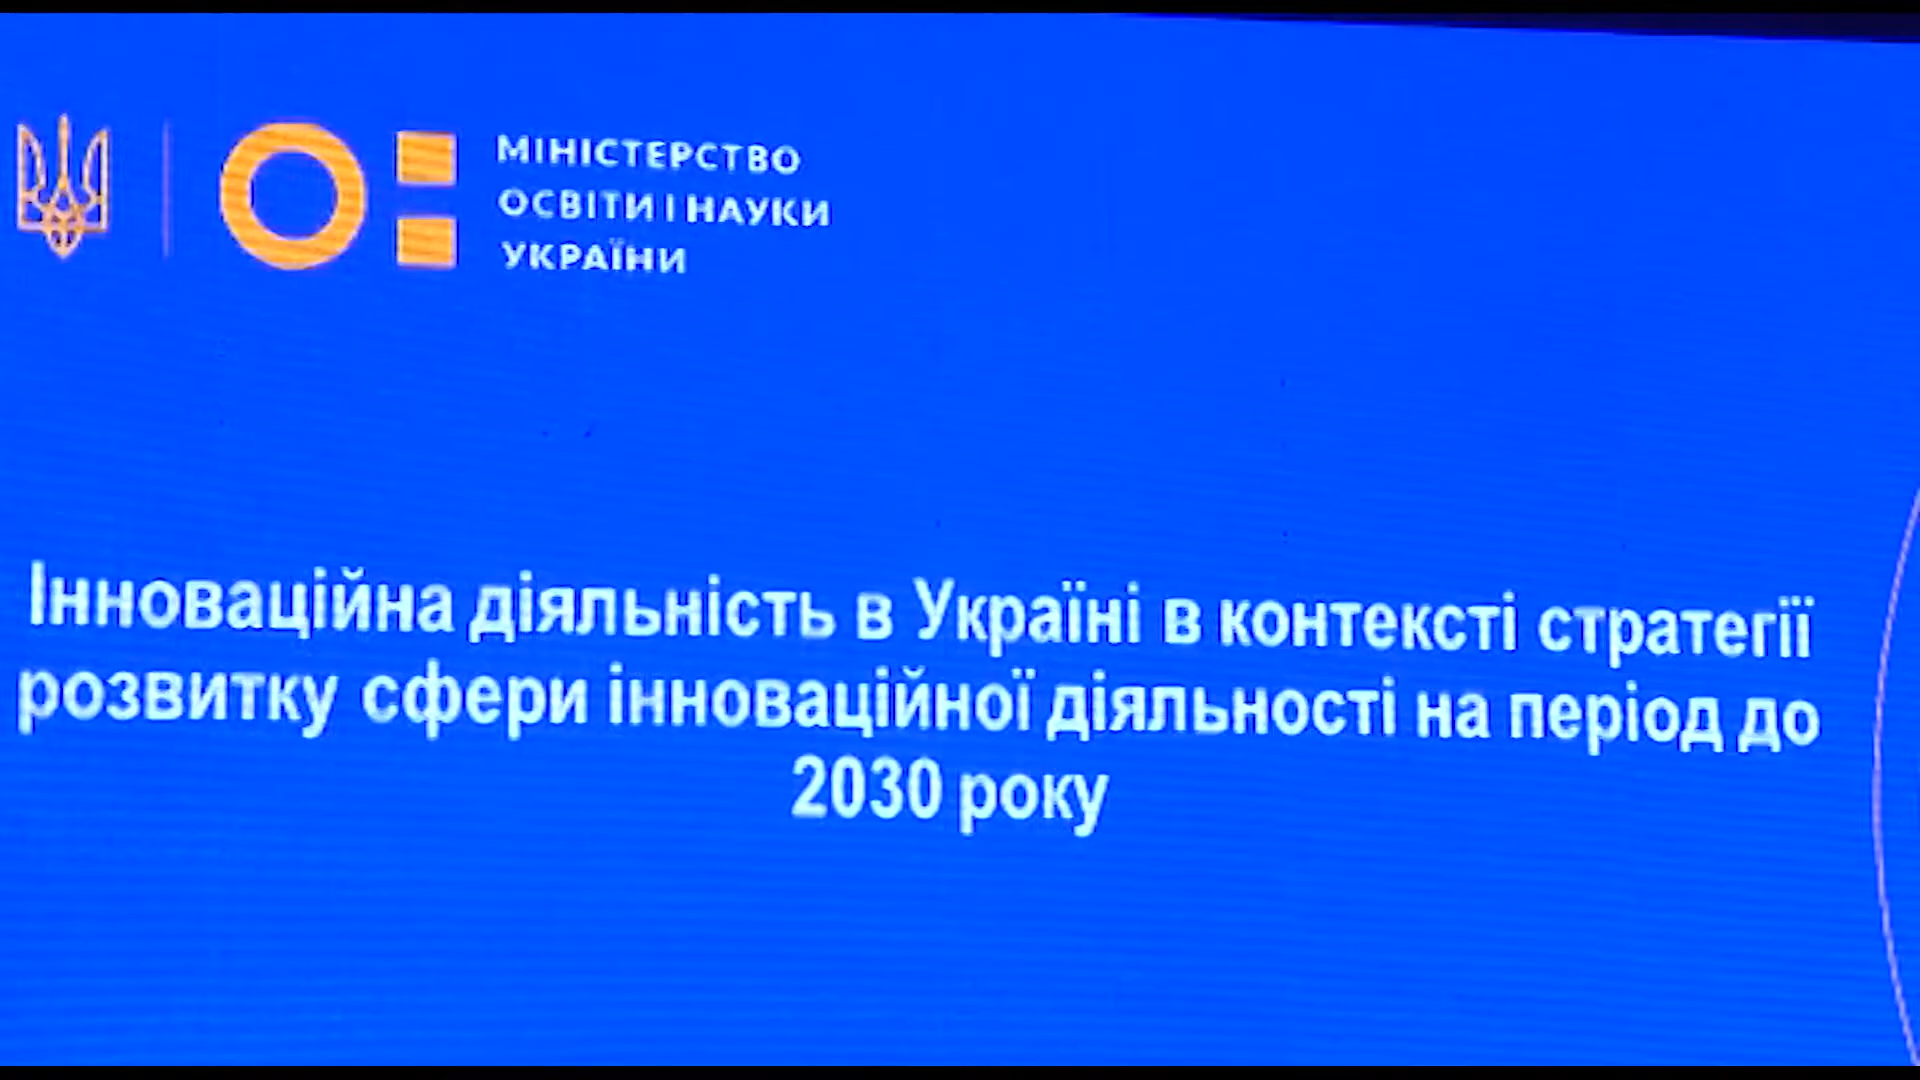 МІНІСТЕРСТВО
ОСВІТИ І НАУКИ
УКРАЇНИ
Інноваційна діяльність в Україні в контексті стратегії
розвитку сфери інноваційної діяльності на період до
2030 року